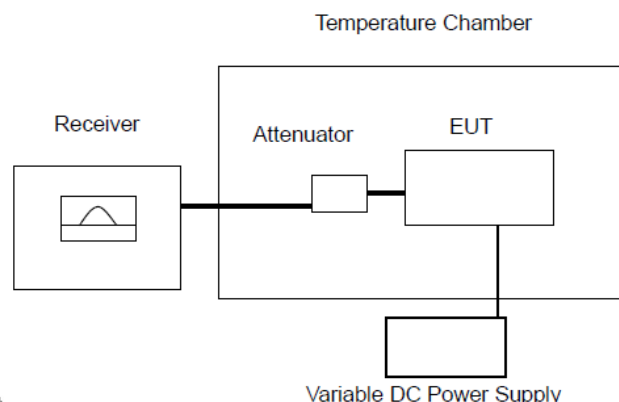 Temperature Chamber
Receiver
Attenuator
EUT
Variable DC Power Supply